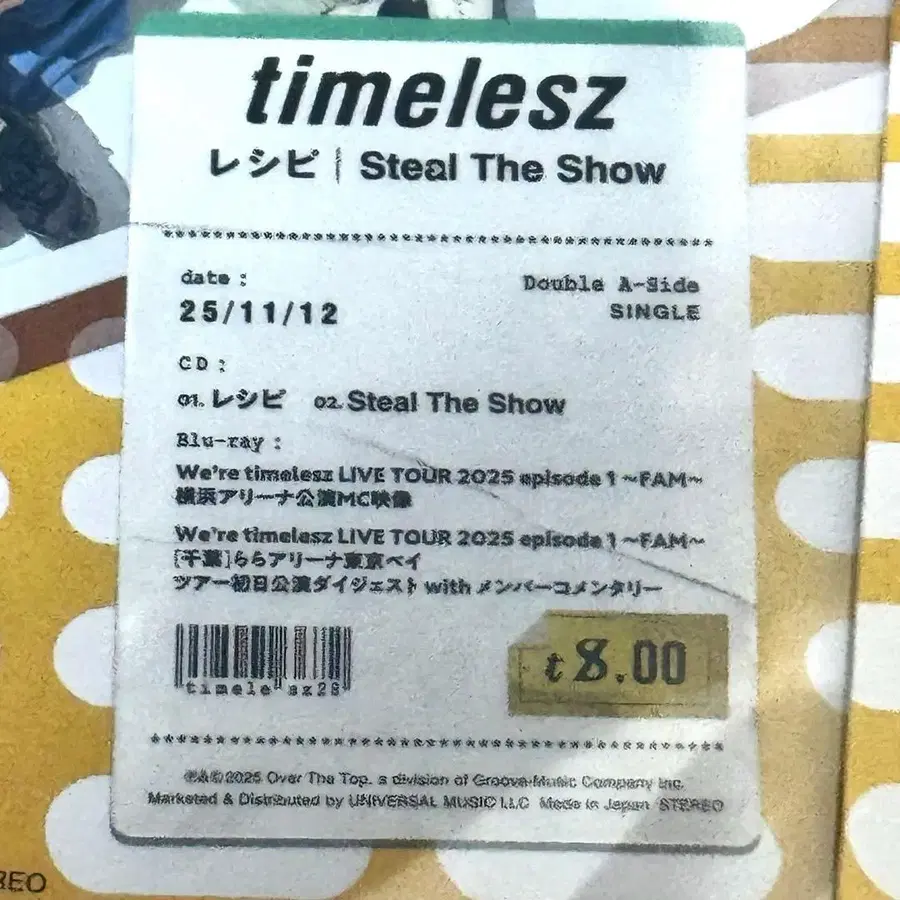 timelesz
レシピ | Steal The Show
date :
Double A-Side
25/11/12
SINGLE
CD :
01. レシピ 02. Steal The Show
Blu-ray :
We're timelesz LIVE TOUR 2025 episode 1 ~FAM~
横浜アリーナ公演MC映像
We're timelesz LIVE TOUR 2025 episode 1 ~FAM~
[千葉]ららアリーナ東京ベイ
ツアー初日公演ダイジェスト with メンバーコメンタリー
t8.00
℗&©2025 Over The Top. a division of Groove Music Company Inc.
Marketed & Distributed by UNIVERSAL MUSIC LLC Made in Japan STEREO
REO